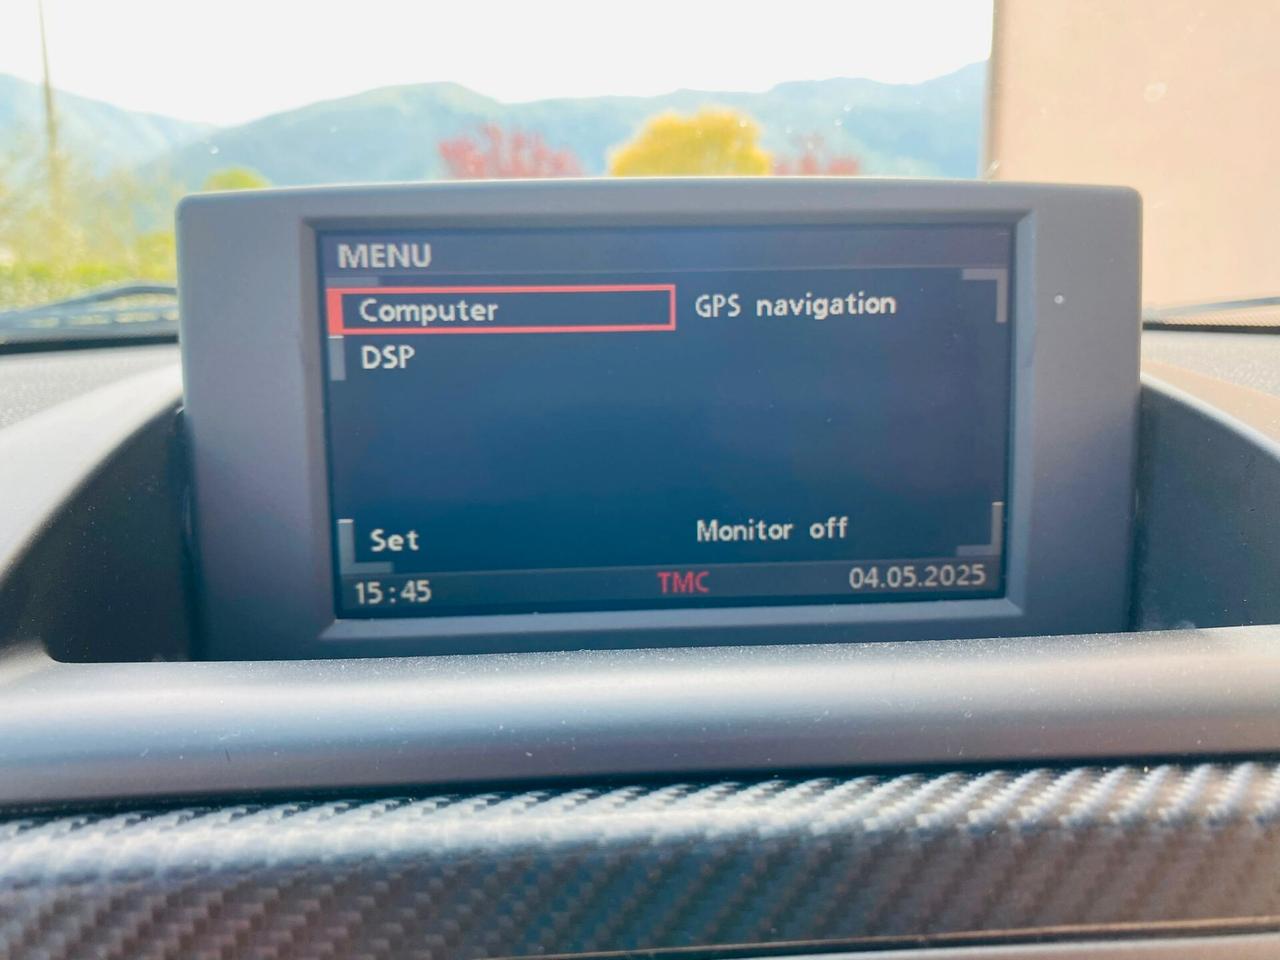 MENU
Computer GPS navigation
DSP
Set Monitor off
15:45 TMC 04.05.2025